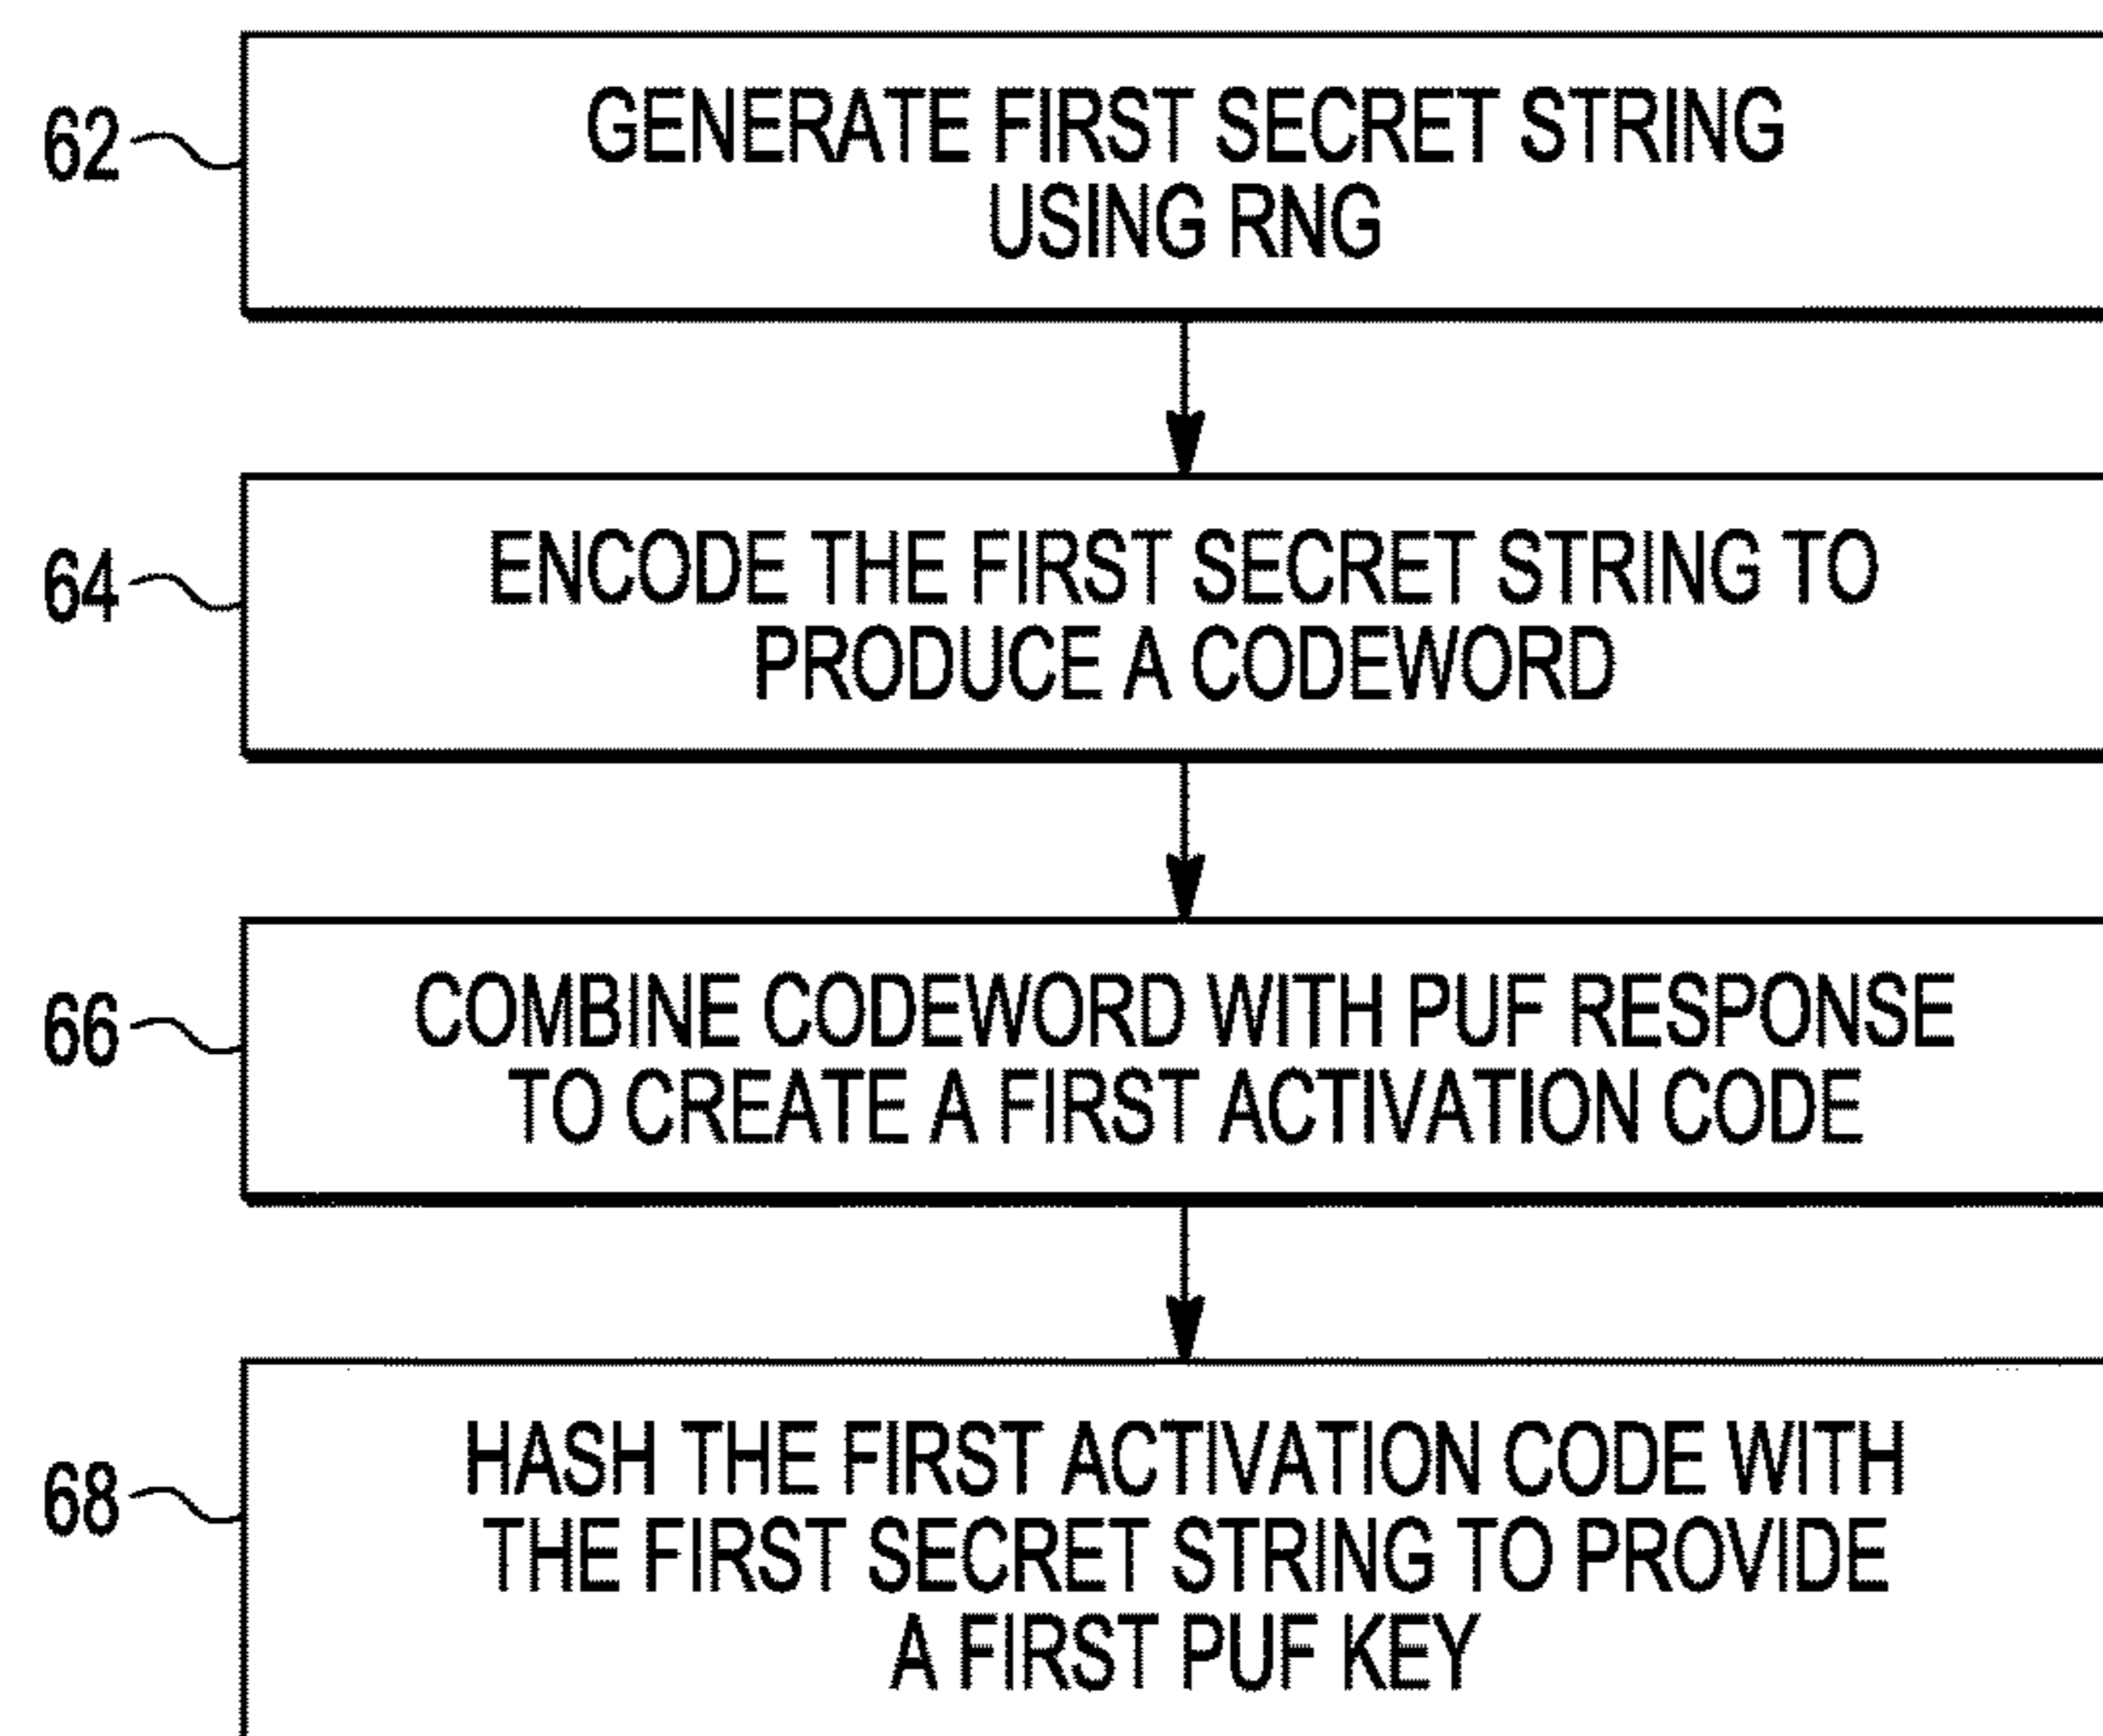 62
GENERATE FIRST SECRET STRING
USING RNG
64
ENCODE THE FIRST SECRET STRING TO
PRODUCE A CODEWORD
66
COMBINE CODEWORD WITH PUF RESPONSE
TO CREATE A FIRST ACTIVATION CODE
68
HASH THE FIRST ACTIVATION CODE WITH
THE FIRST SECRET STRING TO PROVIDE
A FIRST PUF KEY